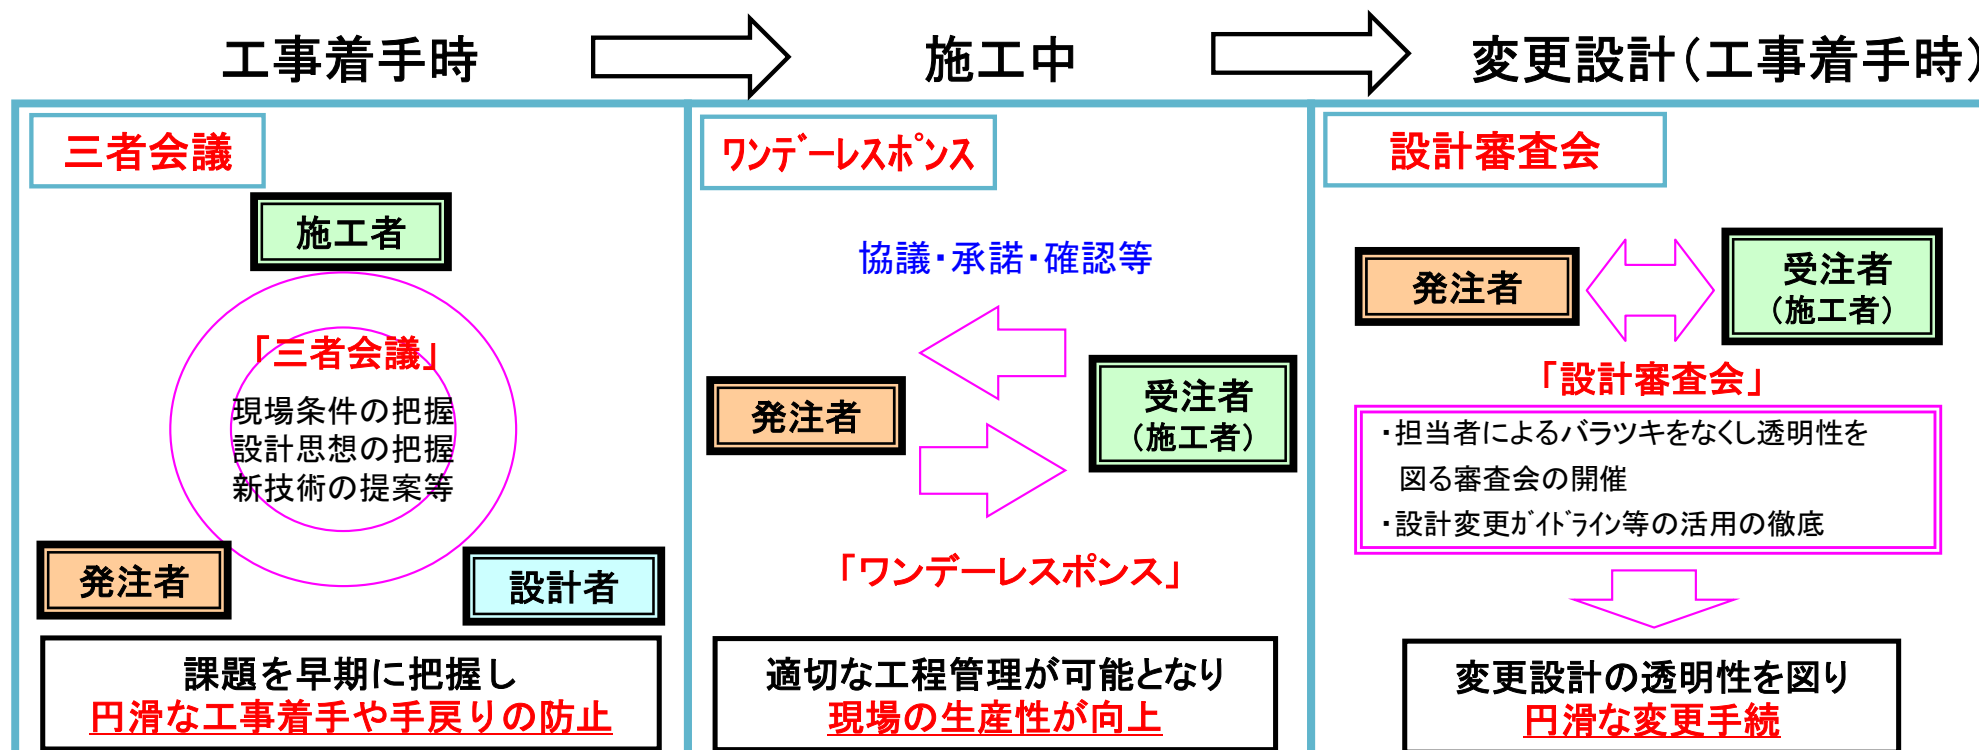 工事着手時
施工中
変更設計(工事着手時)
三者会議
施工者
「三者会議」
現場条件の把握
設計思想の把握
新技術の提案等
発注者
設計者
課題を早期に把握し
円滑な工事着手や手戻りの防止
ワンデーレスポンス
協議・承諾・確認等
発注者
受注者
(施工者)
「ワンデーレスポンス」
適切な工程管理が可能となり
現場の生産性が向上
設計審査会
発注者
受注者
(施工者)
「設計審査会」
・担当者によるバラツキをなくし透明性を
図る審査会の開催
・設計変更ガイドライン等の活用の徹底
変更設計の透明性を図り
円滑な変更手続